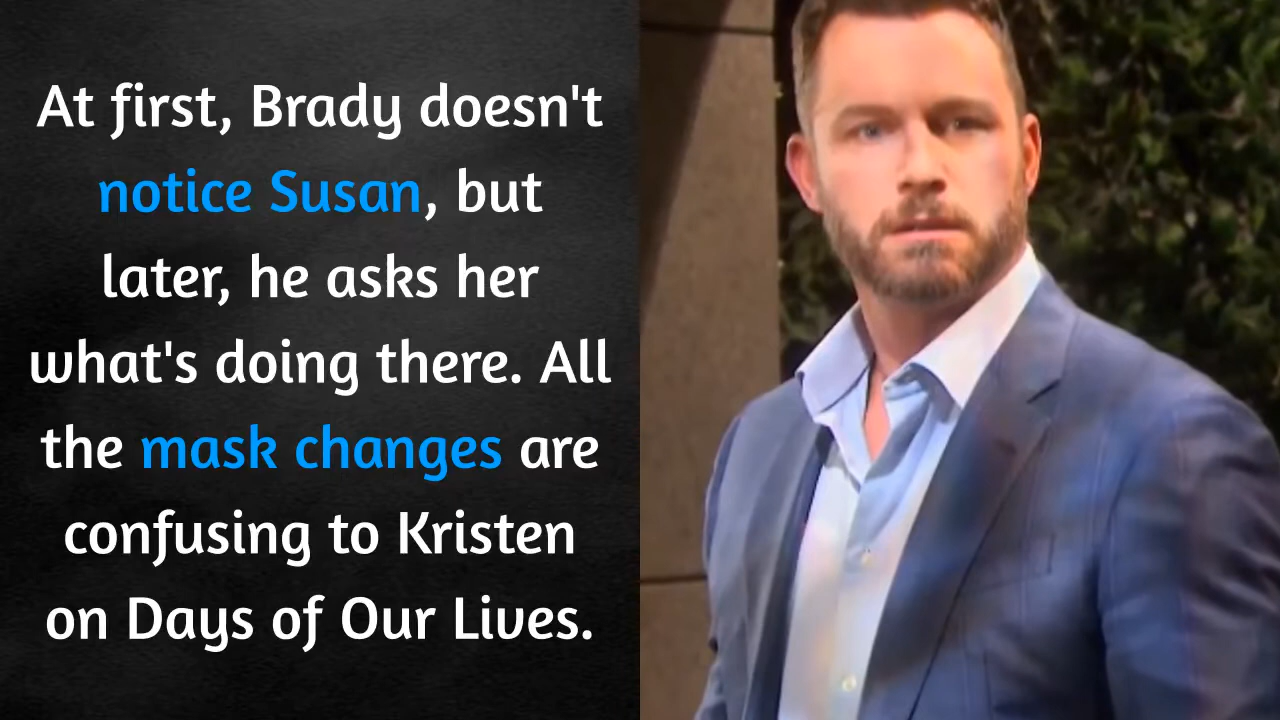 At first, Brady doesn't
notice Susan, but
later, he asks her
what's doing there. All
the mask changes are
confusing to Kristen
on Days of Our Lives.